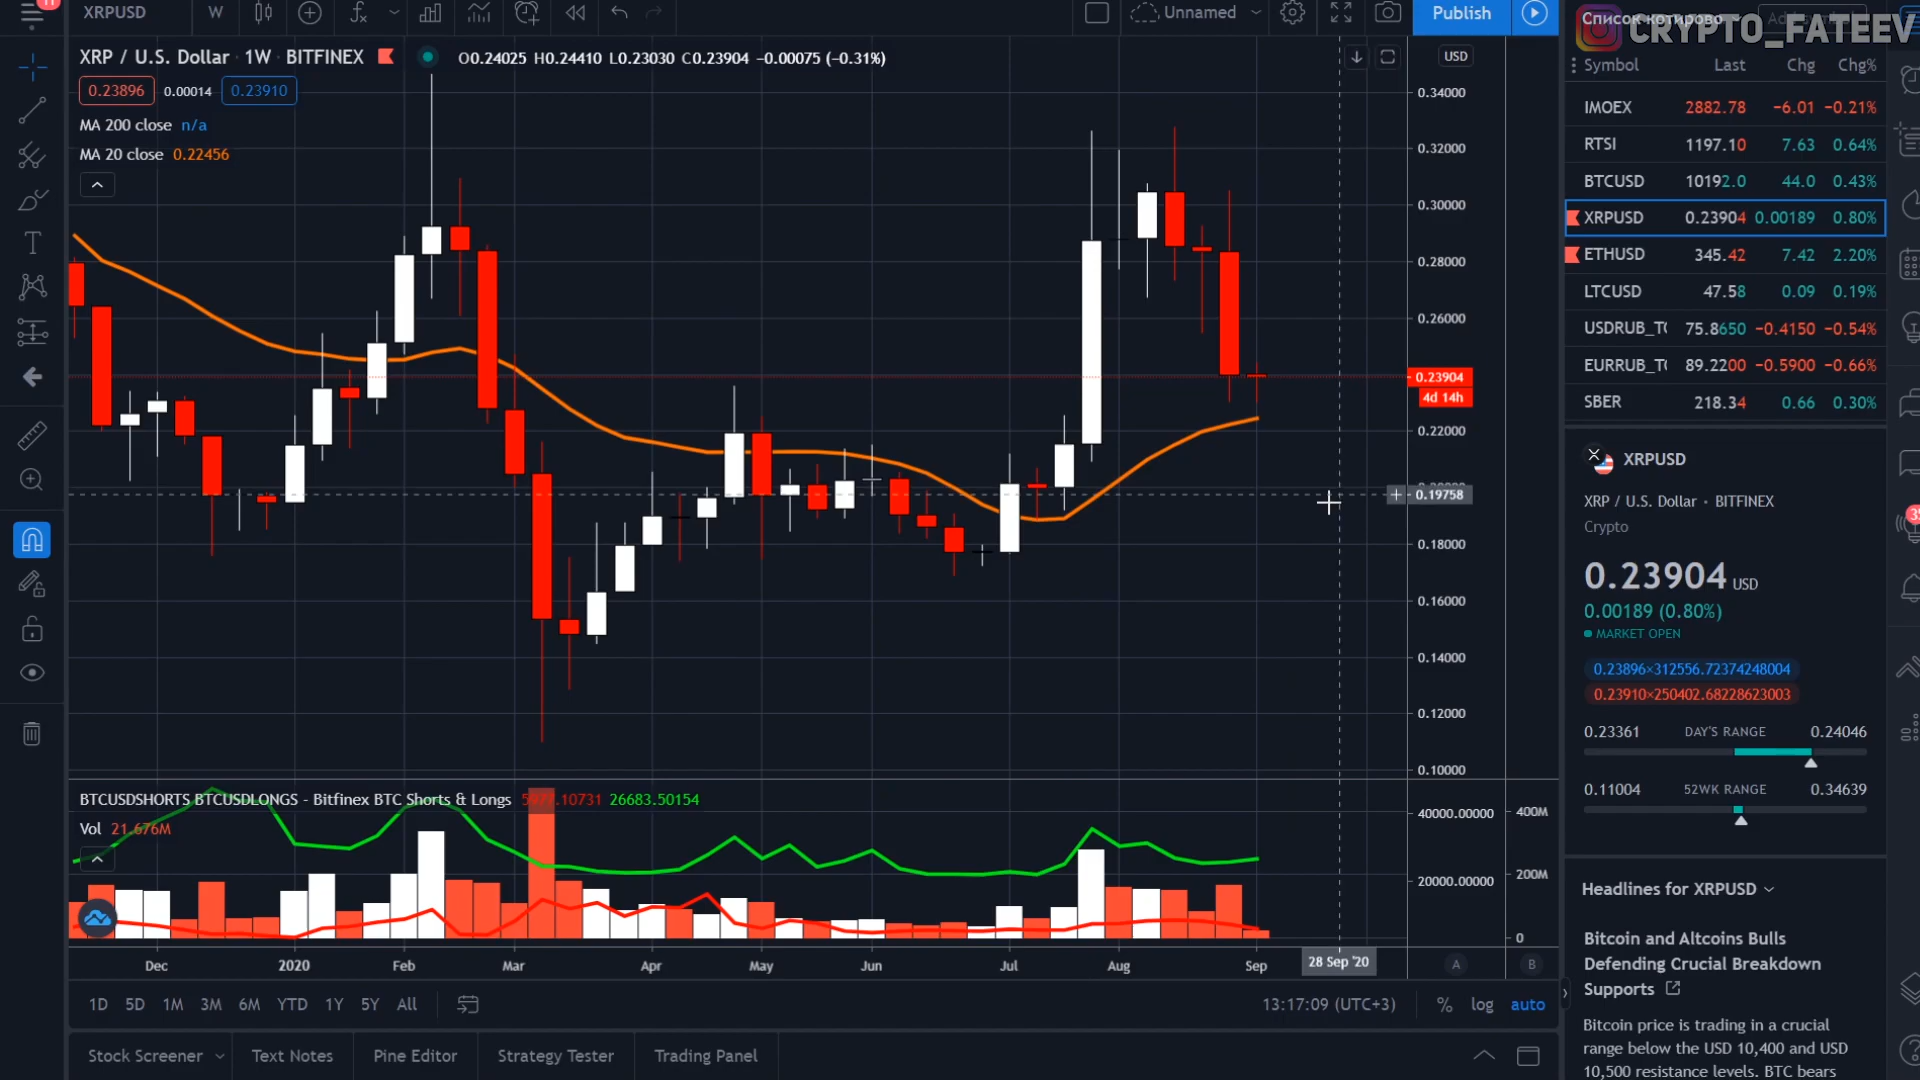 11
XRPUSD
W
Unnamed
Publish
Список котирово
CRYPTO_FATEEV
XRP / U.S. Dollar · 1W · BITFINEX
O0.24025 H0.24410 L0.23030 C0.23904 −0.00075 (−0.31%)
USD
0.23896 0.00014 0.23910
MA 200 close n/a
MA 20 close 0.22456
0.34000
0.32000
0.30000
0.28000
0.26000
0.23904
4d 14h
0.22000
0.19758
0.18000
0.16000
0.14000
0.12000
0.10000
BTCUSDSHORTS BTCUSDLONGS - Bitfinex BTC Shorts & Longs 5977.10731 26683.50154
Vol 21.676M
40000.00000 400M
20000.00000 200M
0
Dec 2020 Feb Mar Apr May Jun Jul Aug Sep 28 Sep '20 A B
1D 5D 1M 3M 6M YTD 1Y 5Y All
13:17:09 (UTC+3) % log auto
Stock Screener Text Notes Pine Editor Strategy Tester Trading Panel
Symbol Last Chg Chg%
IMOEX 2882.78 −6.01 −0.21%
RTSI 1197.10 7.63 0.64%
BTCUSD 10192.0 44.0 0.43%
XRPUSD 0.23904 0.00189 0.80%
ETHUSD 345.42 7.42 2.20%
LTCUSD 47.58 0.09 0.19%
USDRUB_TO 75.8650 −0.4150 −0.54%
EURRUB_TO 89.2200 −0.5900 −0.66%
SBER 218.34 0.66 0.30%
XRPUSD
XRP / U.S. Dollar · BITFINEX
Crypto
0.23904 USD
0.00189 (0.80%)
MARKET OPEN
0.23896×312556.72374248004
0.23910×250402.68228623003
0.23361 DAY'S RANGE 0.24046
0.11004 52WK RANGE 0.34639
Headlines for XRPUSD
Bitcoin and Altcoins Bulls
Defending Crucial Breakdown
Supports
Bitcoin price is trading in a crucial
range below the USD 10,400 and USD
10,500 resistance levels. BTC bears